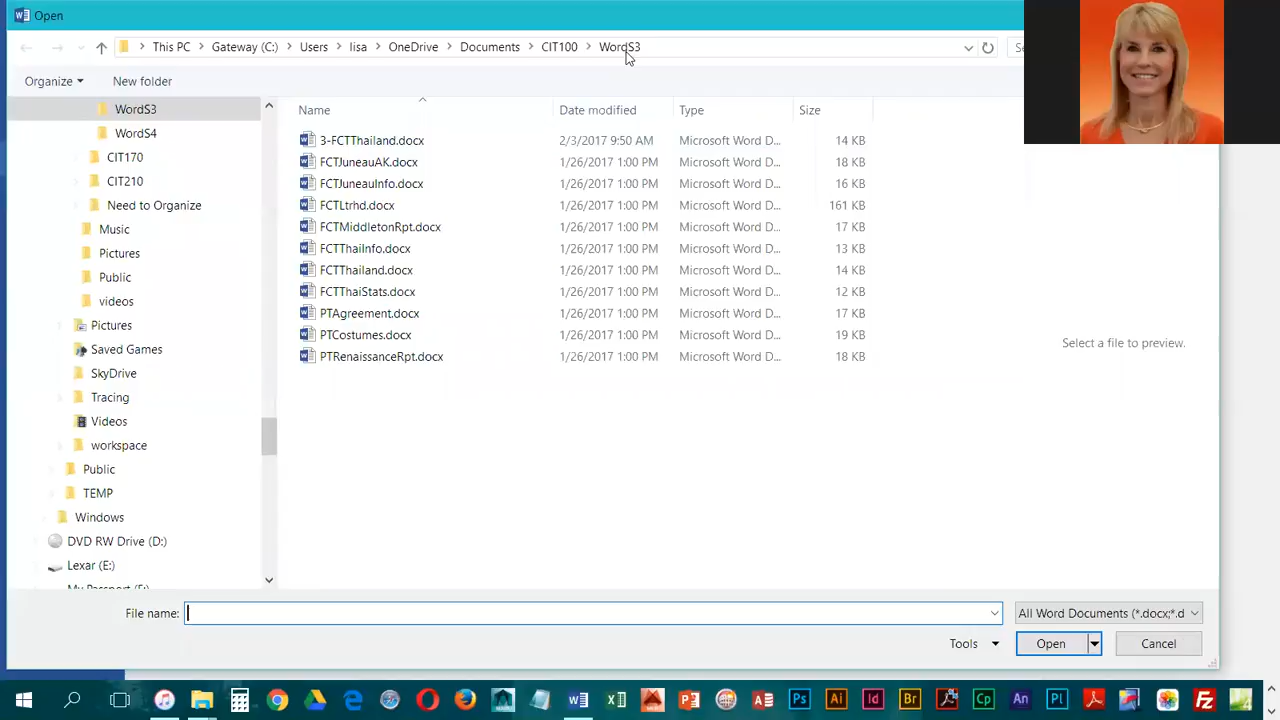 Open
This PC > Gateway (C:) > Users > lisa > OneDrive > Documents > CIT100 > WordS3
Organize New folder
WordS3
WordS4
CIT170
CIT210
Need to Organize
Music
Pictures
Public
videos
Pictures
Saved Games
SkyDrive
Tracing
Videos
workspace
Public
TEMP
Windows
DVD RW Drive (D:)
Lexar (E:)
Name Date modified Type Size
3-FCTThailand.docx 2/3/2017 9:50 AM Microsoft Word D... 14 KB
FCTJuneauAK.docx 1/26/2017 1:00 PM Microsoft Word D... 18 KB
FCTJuneauInfo.docx 1/26/2017 1:00 PM Microsoft Word D... 16 KB
FCTLtrhd.docx 1/26/2017 1:00 PM Microsoft Word D... 161 KB
FCTMiddletonRpt.docx 1/26/2017 1:00 PM Microsoft Word D... 17 KB
FCTThaiInfo.docx 1/26/2017 1:00 PM Microsoft Word D... 13 KB
FCTThailand.docx 1/26/2017 1:00 PM Microsoft Word D... 14 KB
FCTThaiStats.docx 1/26/2017 1:00 PM Microsoft Word D... 12 KB
PTAgreement.docx 1/26/2017 1:00 PM Microsoft Word D... 17 KB
PTCostumes.docx 1/26/2017 1:00 PM Microsoft Word D... 19 KB
PTRenaissanceRpt.docx 1/26/2017 1:00 PM Microsoft Word D... 18 KB
Select a file to preview.
File name: All Word Documents (*.docx;*.d
Tools Open Cancel
Ps Ai Id Br Cp An Pl Fz